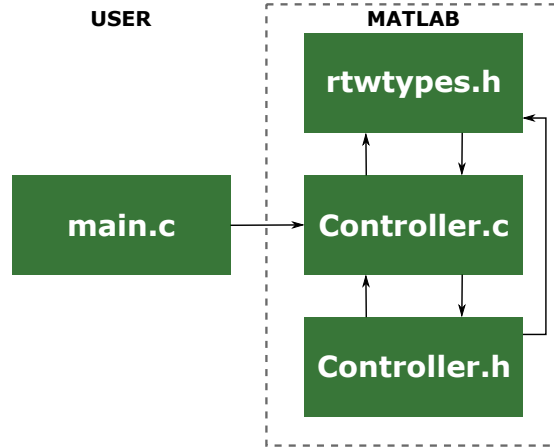 USER
MATLAB
rtwtypes.h
main.c
Controller.c
Controller.h